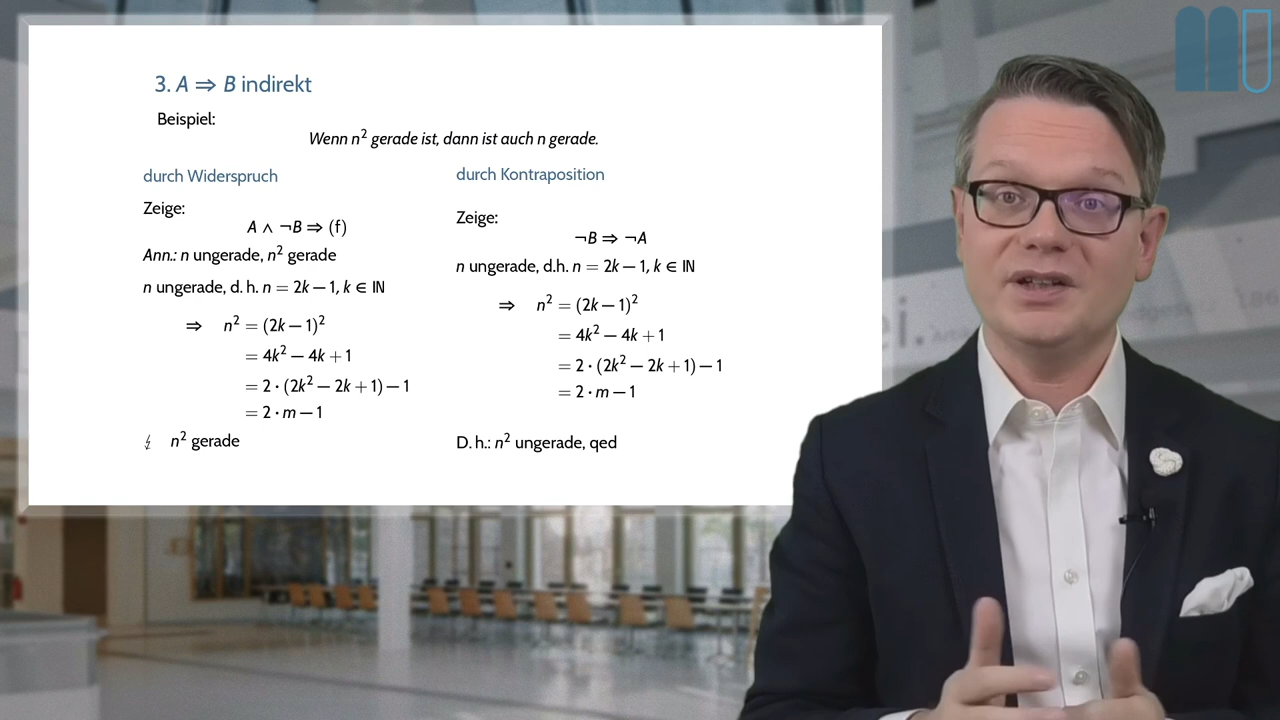 3. A ⇒ B indirekt
Beispiel:
Wenn n² gerade ist, dann ist auch n gerade.
durch Widerspruch
Zeige:
A ∧ ¬B ⇒ (f)
Ann.: n ungerade, n² gerade
n ungerade, d. h. n = 2k − 1, k ∈ ℕ
⇒ n² = (2k − 1)²
= 4k² − 4k + 1
= 2 · (2k² − 2k + 1) − 1
= 2 · m − 1
↯ n² gerade
durch Kontraposition
Zeige:
¬B ⇒ ¬A
n ungerade, d.h. n = 2k − 1, k ∈ ℕ
⇒ n² = (2k − 1)²
= 4k² − 4k + 1
= 2 · (2k² − 2k + 1) − 1
= 2 · m − 1
D. h.: n² ungerade, qed
ei.